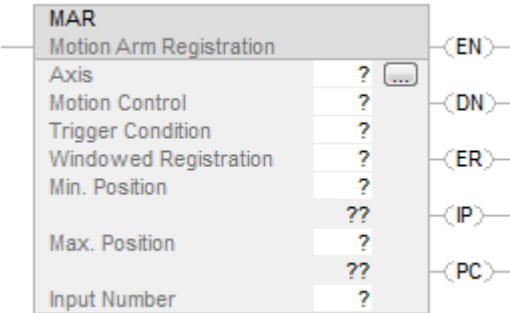 MAR
Motion Arm Registration
EN
Axis ? ...
Motion Control ?
DN
Trigger Condition ?
Windowed Registration ?
ER
Min. Position ?
??
IP
Max. Position ?
??
PC
Input Number ?